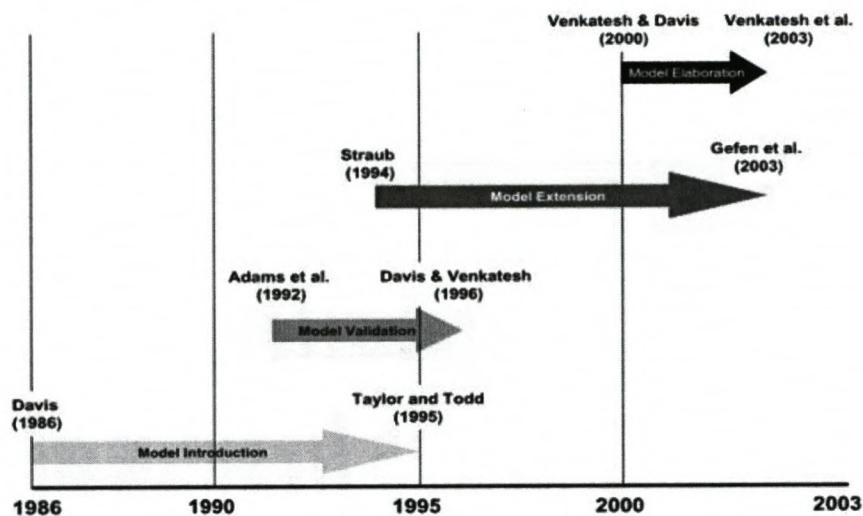 Venkatesh & Davis
(2000)
Venkatesh et al.
(2003)
Model Elaboration
Straub
(1994)
Gefen et al.
(2003)
Model Extension
Adams et al.
(1992)
Davis & Venkatesh
(1996)
Model Validation
Davis
(1986)
Taylor and Todd
(1995)
Model Introduction
1986 1990 1995 2000 2003